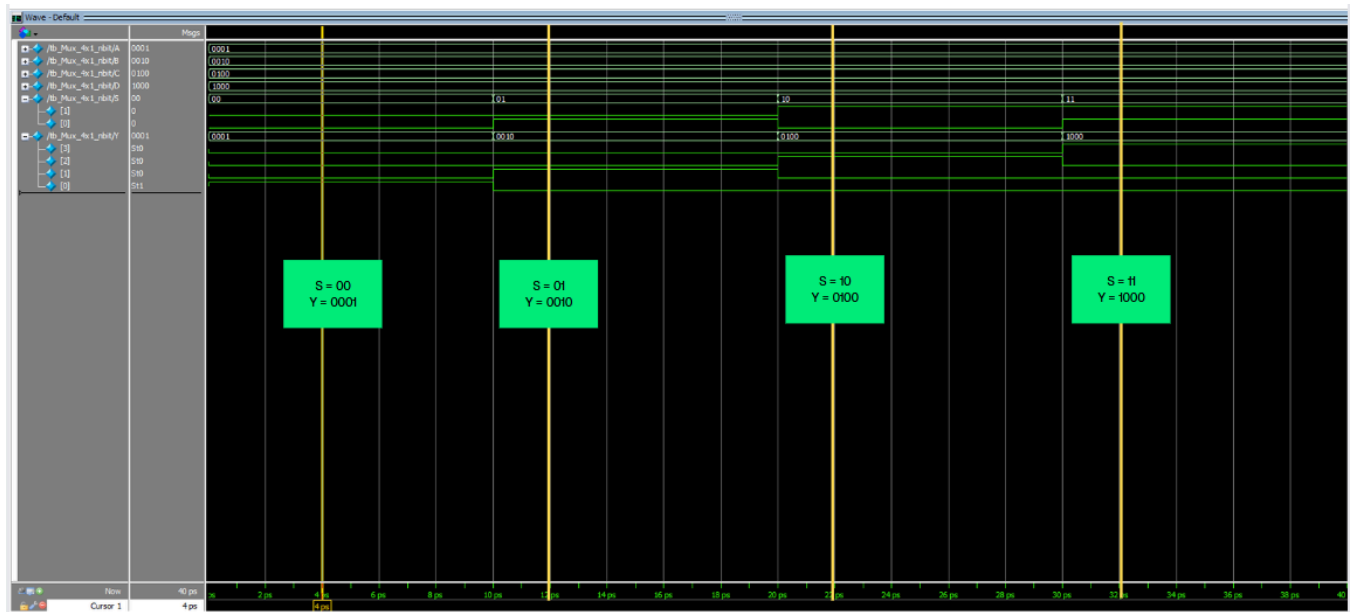 Wave - Default
Msgs
/tb_Mux_4x1_nbit/A 0001 0001
/tb_Mux_4x1_nbit/B 0010 0010
/tb_Mux_4x1_nbit/C 0100 0100
/tb_Mux_4x1_nbit/D 1000 1000
/tb_Mux_4x1_nbit/S 00 00 01 10 11
[1] 0
[0] 0
/tb_Mux_4x1_nbit/Y 0001 0001 0010 0100 1000
[3] St0
[2] St0
[1] St0
[0] St1
S = 00
Y = 0001
S = 01
Y = 0010
S = 10
Y = 0100
S = 11
Y = 1000
Now 40 ps ps 2 ps 4 ps 6 ps 8 ps 10 ps 12 ps 14 ps 16 ps 18 ps 20 ps 22 ps 24 ps 26 ps 28 ps 30 ps 32 ps 34 ps 36 ps 38 ps 40
Cursor 1 4 ps 4 ps